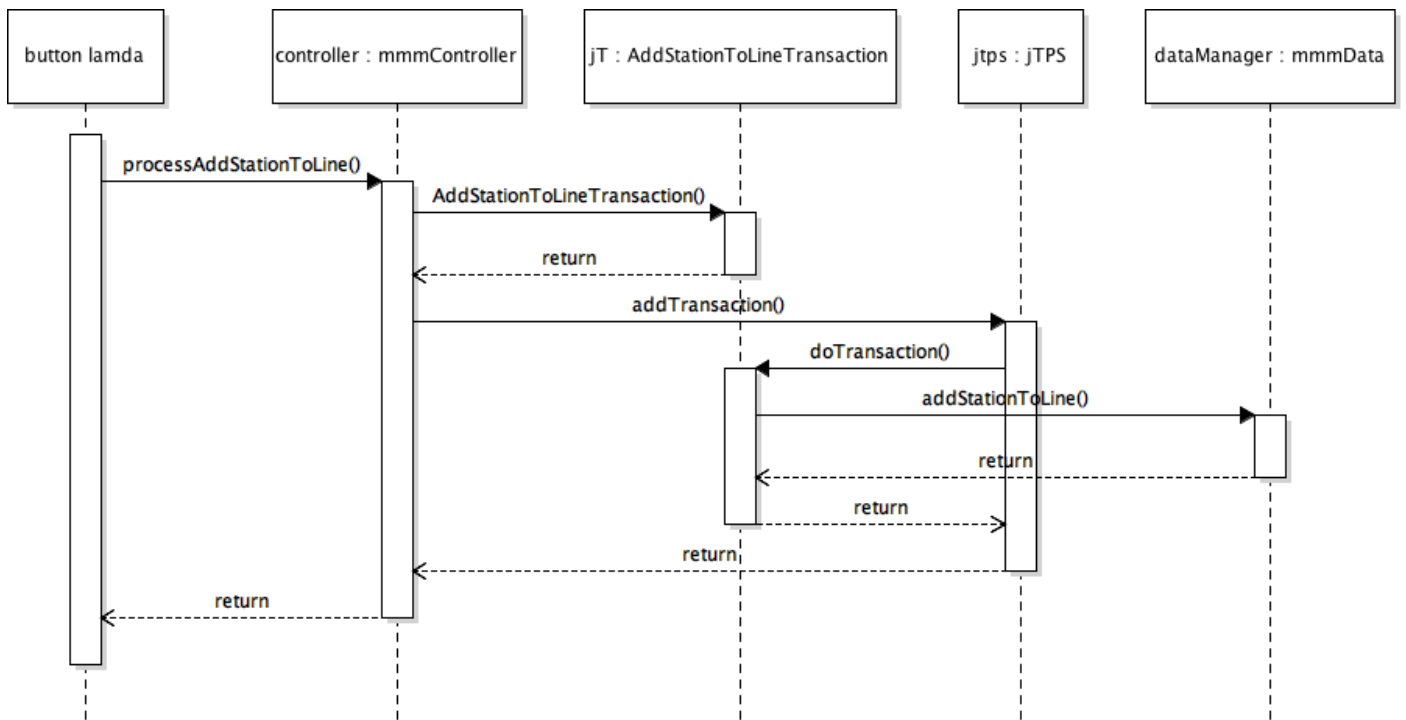 button lamda
controller : mmmController
jT : AddStationToLineTransaction
jtps : jTPS
dataManager : mmmData
processAddStationToLine()
AddStationToLineTransaction()
return
addTransaction()
doTransaction()
addStationToLine()
return
return
return
return